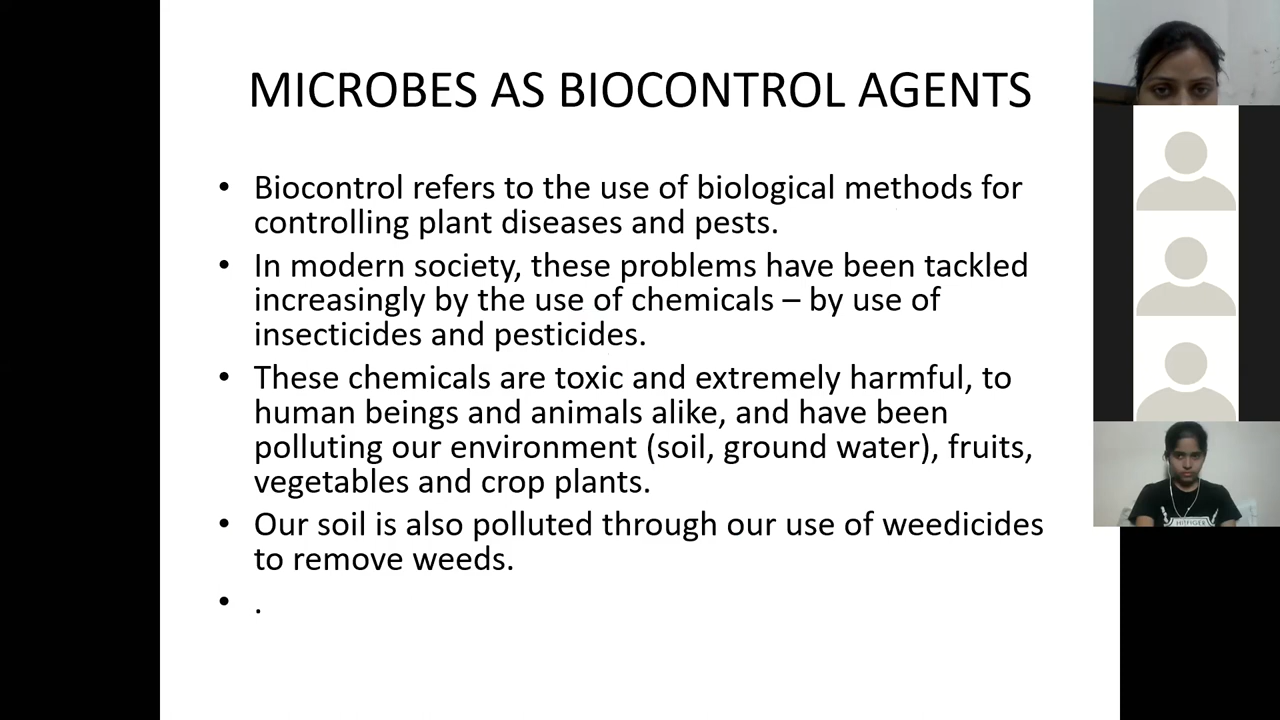 MICROBES AS BIOCONTROL AGENTS
• Biocontrol refers to the use of biological methods for
controlling plant diseases and pests.
• In modern society, these problems have been tackled
increasingly by the use of chemicals – by use of
insecticides and pesticides.
• These chemicals are toxic and extremely harmful, to
human beings and animals alike, and have been
polluting our environment (soil, ground water), fruits,
vegetables and crop plants.
• Our soil is also polluted through our use of weedicides
to remove weeds.
• .
HILFIGER